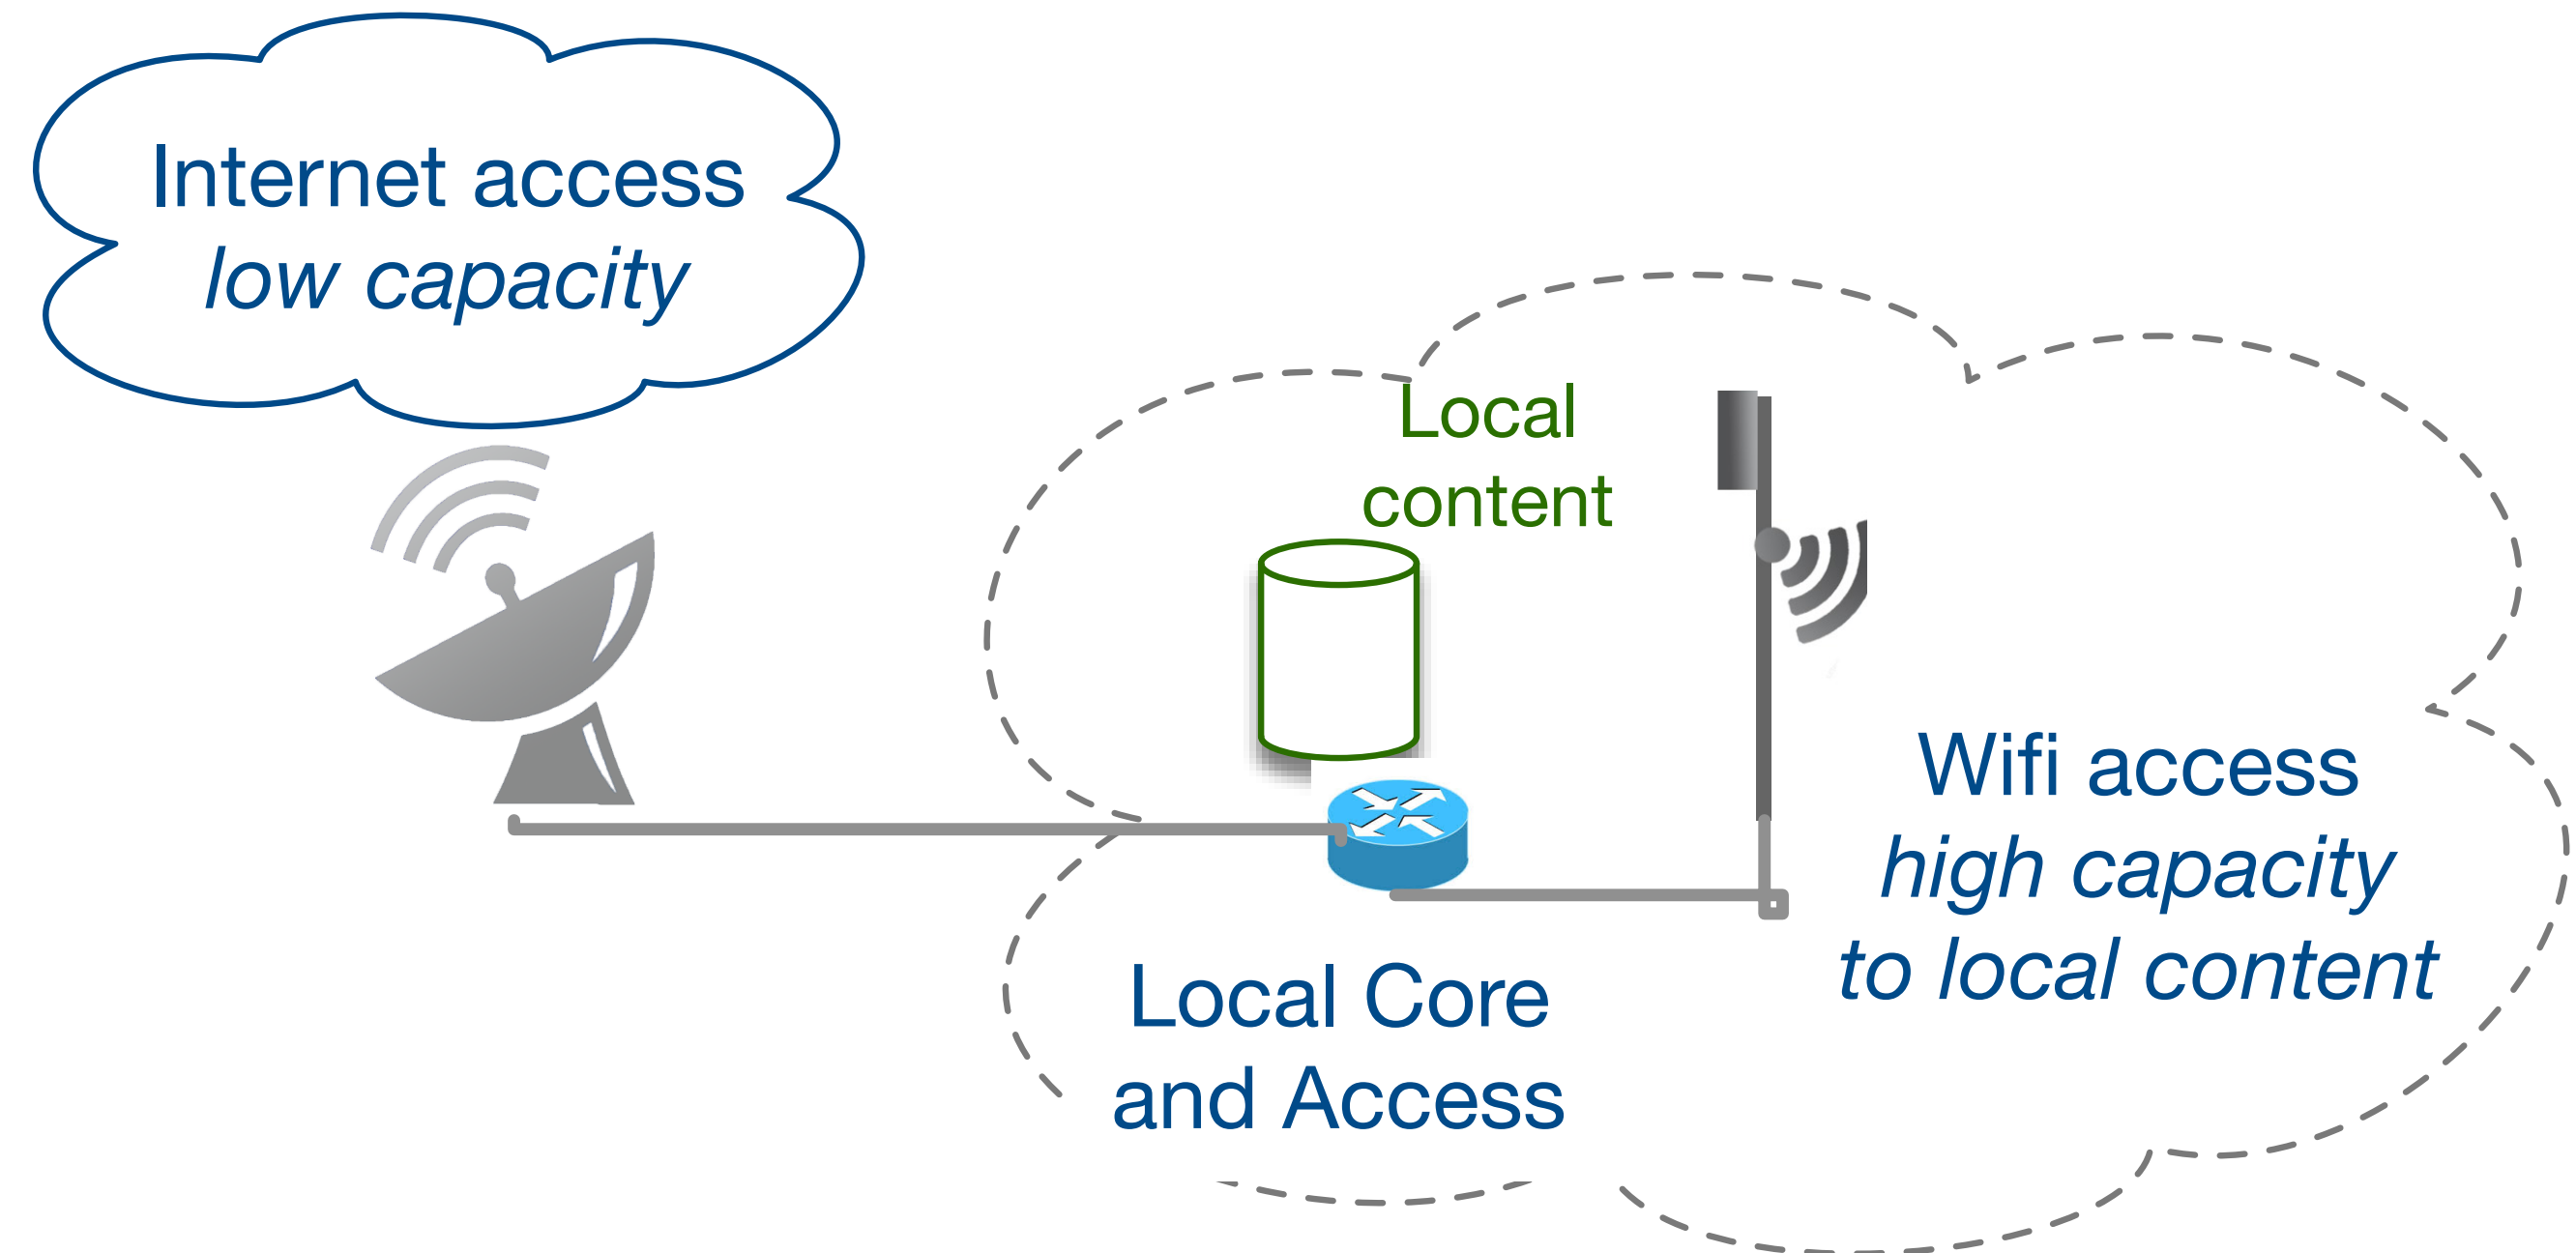 Internet access
low capacity
Local
content
Wifi access
high capacity
to local content
Local Core
and Access